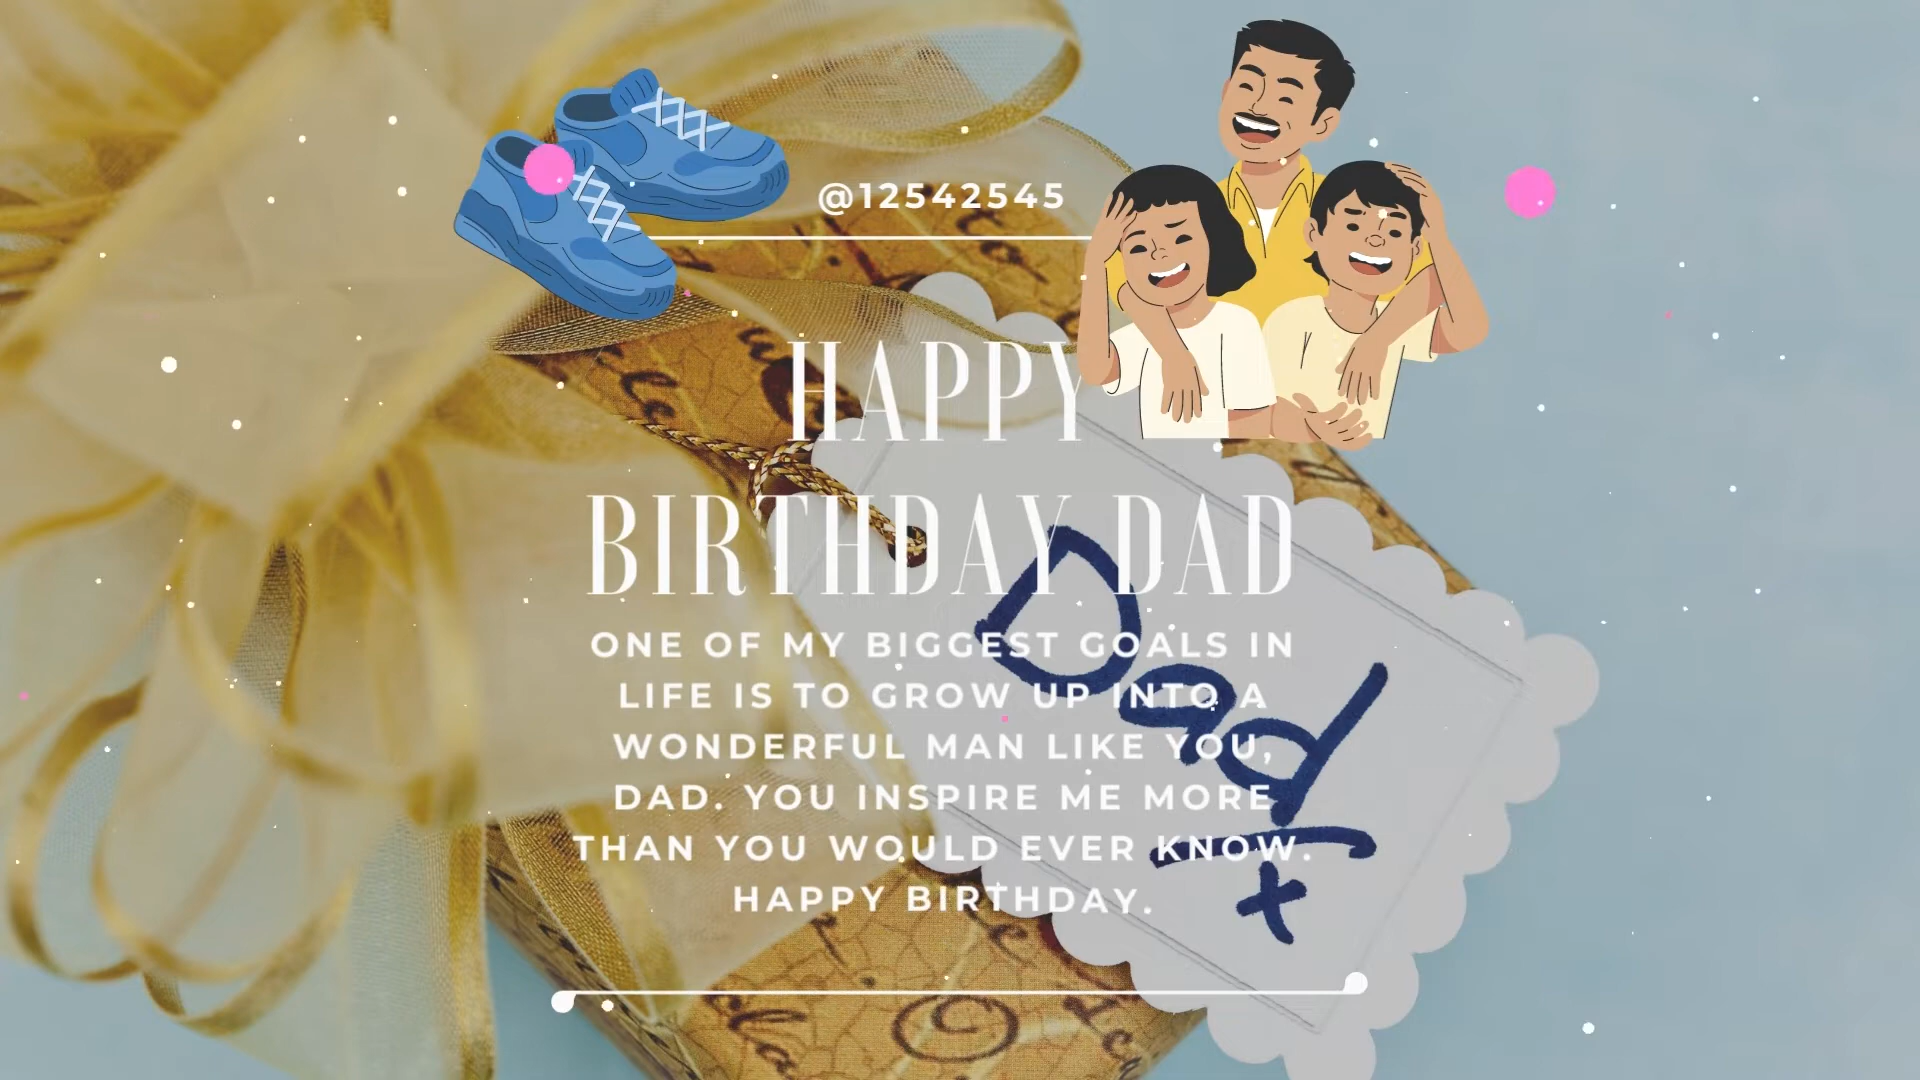 @12542545
HAPPY
BIRTHDAY DAD
ONE OF MY BIGGEST GOALS IN
LIFE IS TO GROW UP INTO A
WONDERFUL MAN LIKE YOU,
DAD. YOU INSPIRE ME MORE
THAN YOU WOULD EVER KNOW.
HAPPY BIRTHDAY.
Dad
x